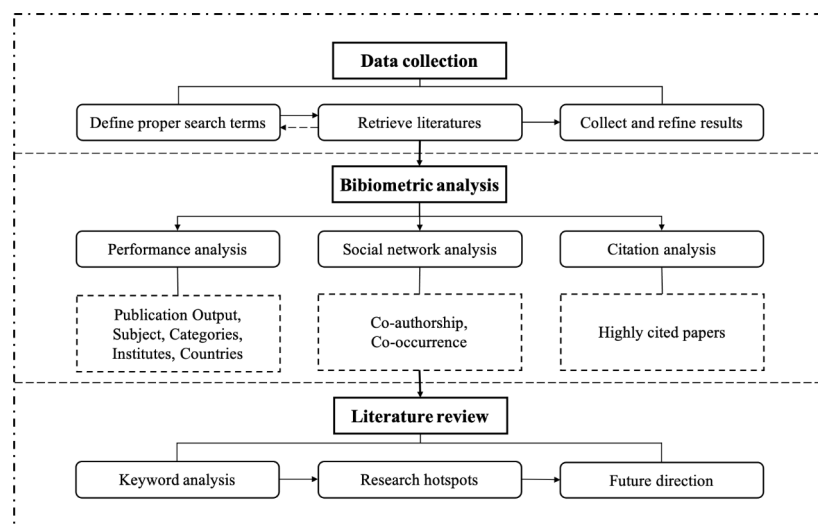 Data collection
Define proper search terms
Retrieve literatures
Collect and refine results
Bibiometric analysis
Performance analysis
Social network analysis
Citation analysis
Publication Output,
Subject, Categories,
Institutes, Countries
Co-authorship,
Co-occurrence
Highly cited papers
Literature review
Keyword analysis
Research hotspots
Future direction